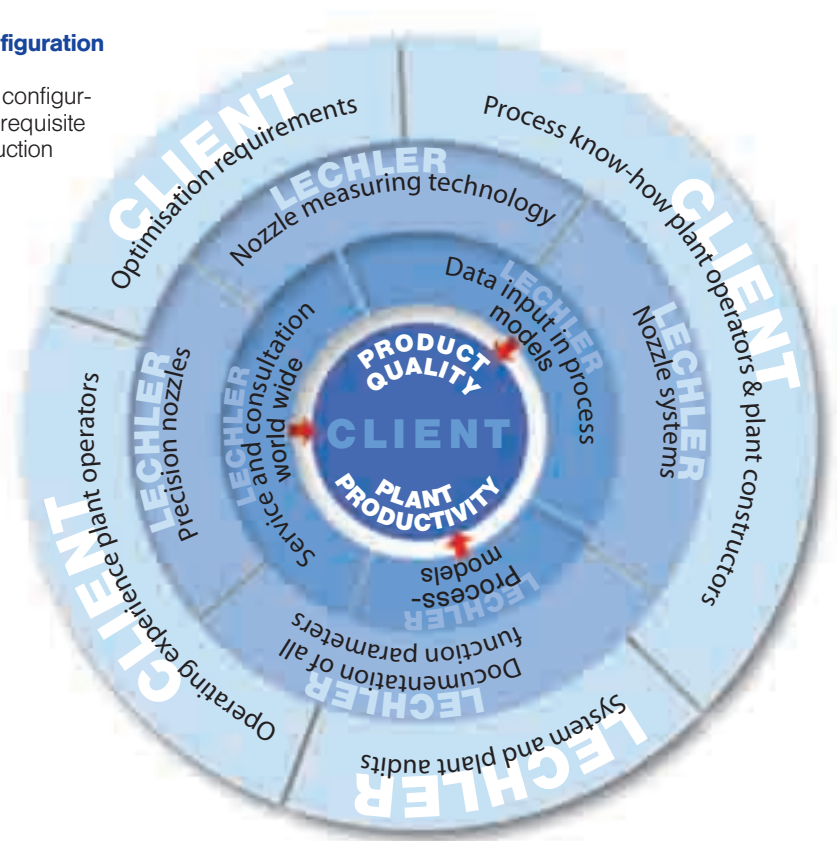 figuration
configur-
requisite
uction
CLIENT
Optimisation requirements
CLIENT
Process know-how plant operators & plant constructors
LECHLER
System and plant audits
CLIENT
Operating experience plant operators
LECHLER
Nozzle measuring technology
LECHLER
Nozzle systems
LECHLER
Documentation of all
function parameters
LECHLER
Precision nozzles
LECHLER
Data input in process
models
LECHLER
Process-
models
LECHLER
Service and consultation
world wide
PRODUCT
QUALITY
CLIENT
PLANT
PRODUCTIVITY